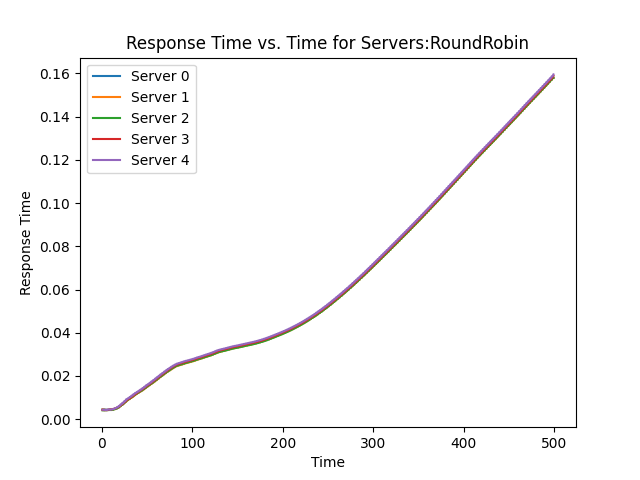 Response Time vs. Time for Servers:RoundRobin
Server 0
Server 1
Server 2
Server 3
Server 4
Response Time
0.16
0.14
0.12
0.10
0.08
0.06
0.04
0.02
0.00
0 100 200 300 400 500
Time